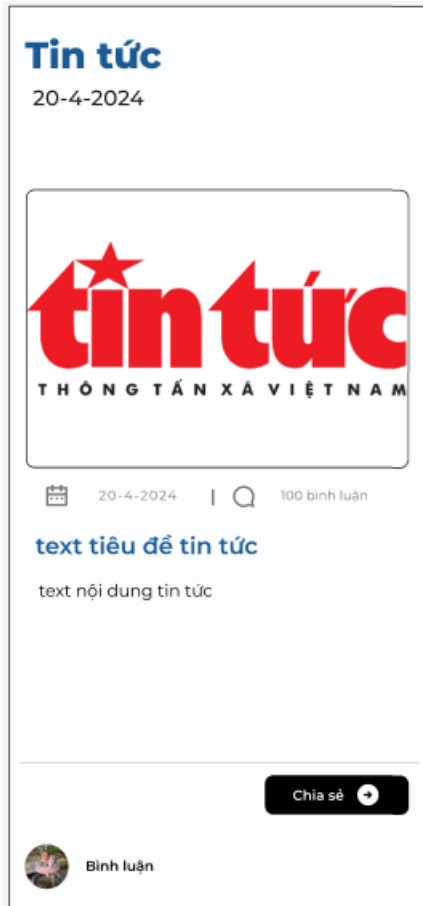 Tin tức
20-4-2024
tin tức
THÔNG TẤN XÃ VIỆT NAM
20-4-2024 | 100 bình luận
text tiêu đề tin tức
text nội dung tin tức
Chia sẻ
Bình luận